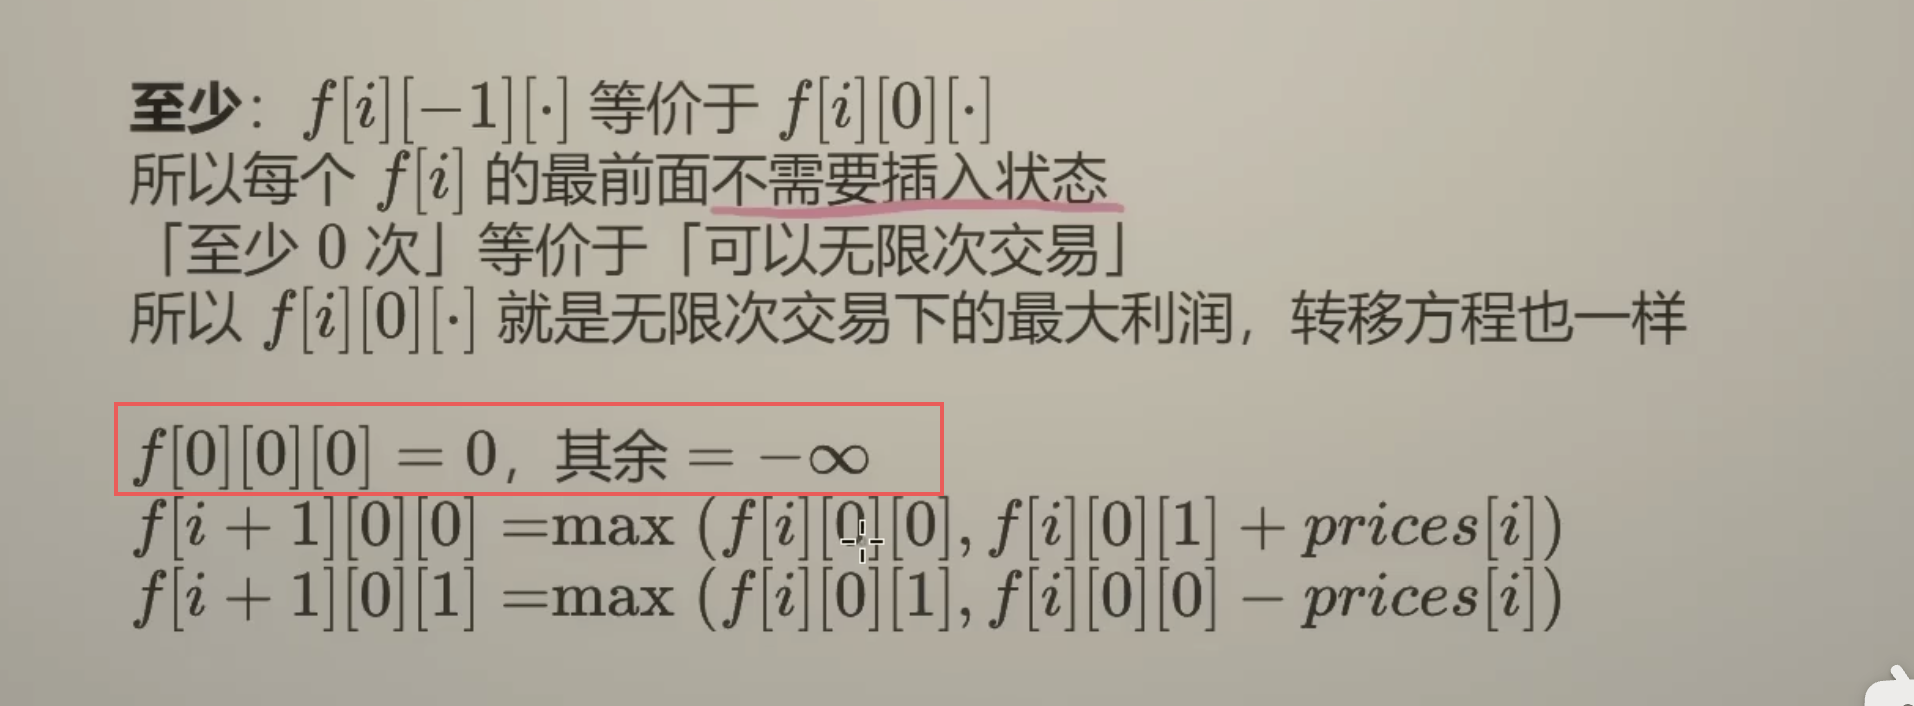 至少：f[i][−1][·] 等价于 f[i][0][·]
所以每个 f[i] 的最前面不需要插入状态
「至少 0 次」等价于「可以无限次交易」
所以 f[i][0][·] 就是无限次交易下的最大利润，转移方程也一样
f[0][0][0] = 0，其余 = −∞
f[i + 1][0][0] =max (f[i][0][0], f[i][0][1] + prices[i])
f[i + 1][0][1] =max (f[i][0][1], f[i][0][0] − prices[i])